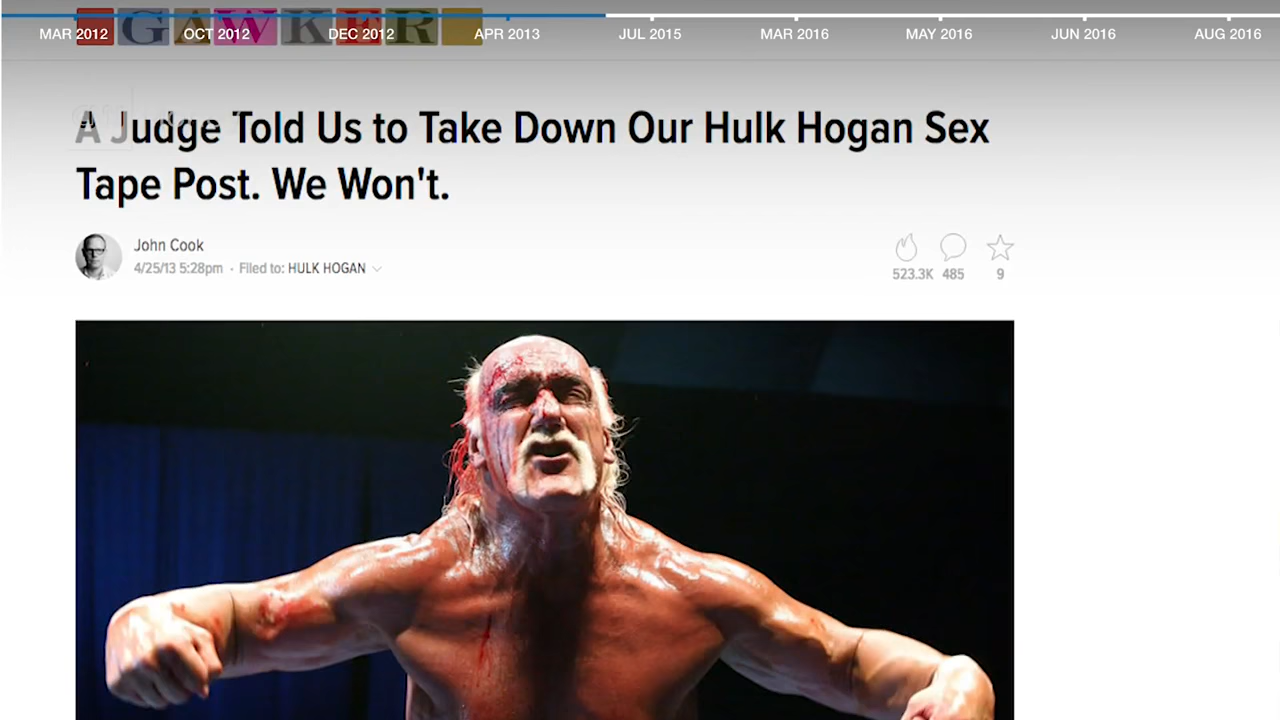 GAWKER
MAR 2012 OCT 2012 DEC 2012 APR 2013 JUL 2015 MAR 2016 MAY 2016 JUN 2016 AUG 2016
A Judge Told Us to Take Down Our Hulk Hogan Sex
Tape Post. We Won't.
John Cook
4/25/13 5:28pm · Filed to: HULK HOGAN
523.3K 485 9